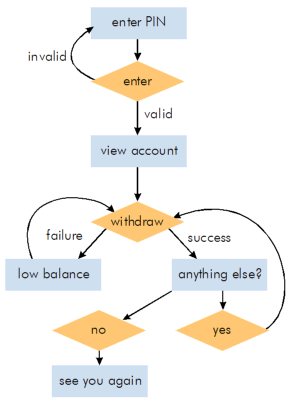 enter PIN
invalid
enter
valid
view account
withdraw
failure
success
low balance
anything else?
no
yes
see you again